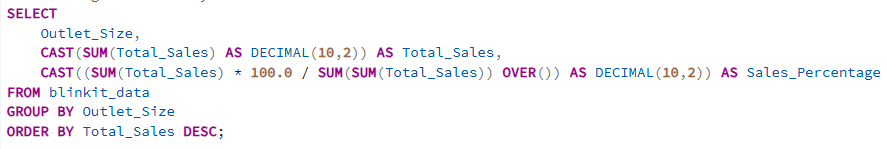 SELECT
    Outlet_Size,
    CAST(SUM(Total_Sales) AS DECIMAL(10,2)) AS Total_Sales,
    CAST((SUM(Total_Sales) * 100.0 / SUM(SUM(Total_Sales)) OVER()) AS DECIMAL(10,2)) AS Sales_Percentage
FROM blinkit_data
GROUP BY Outlet_Size
ORDER BY Total_Sales DESC;